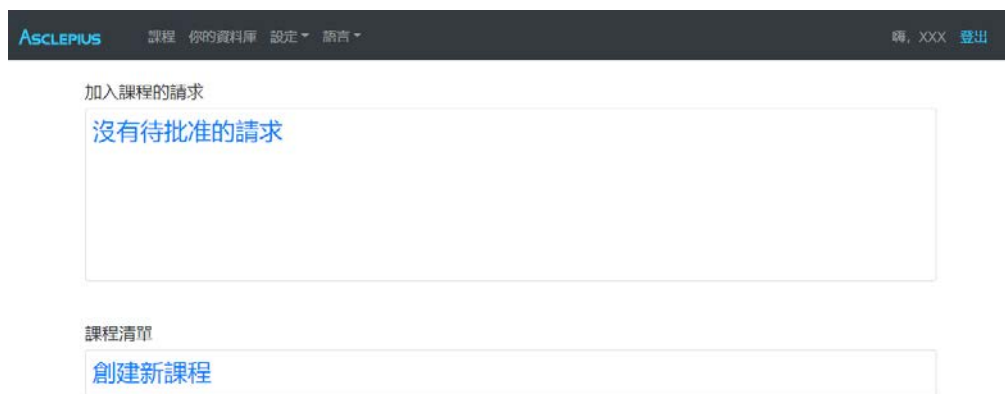 ASCLEPIUS 課程 你的資料庫 設定 語言 嗨, XXX 登出
加入課程的請求
沒有待批准的請求
課程清單
創建新課程